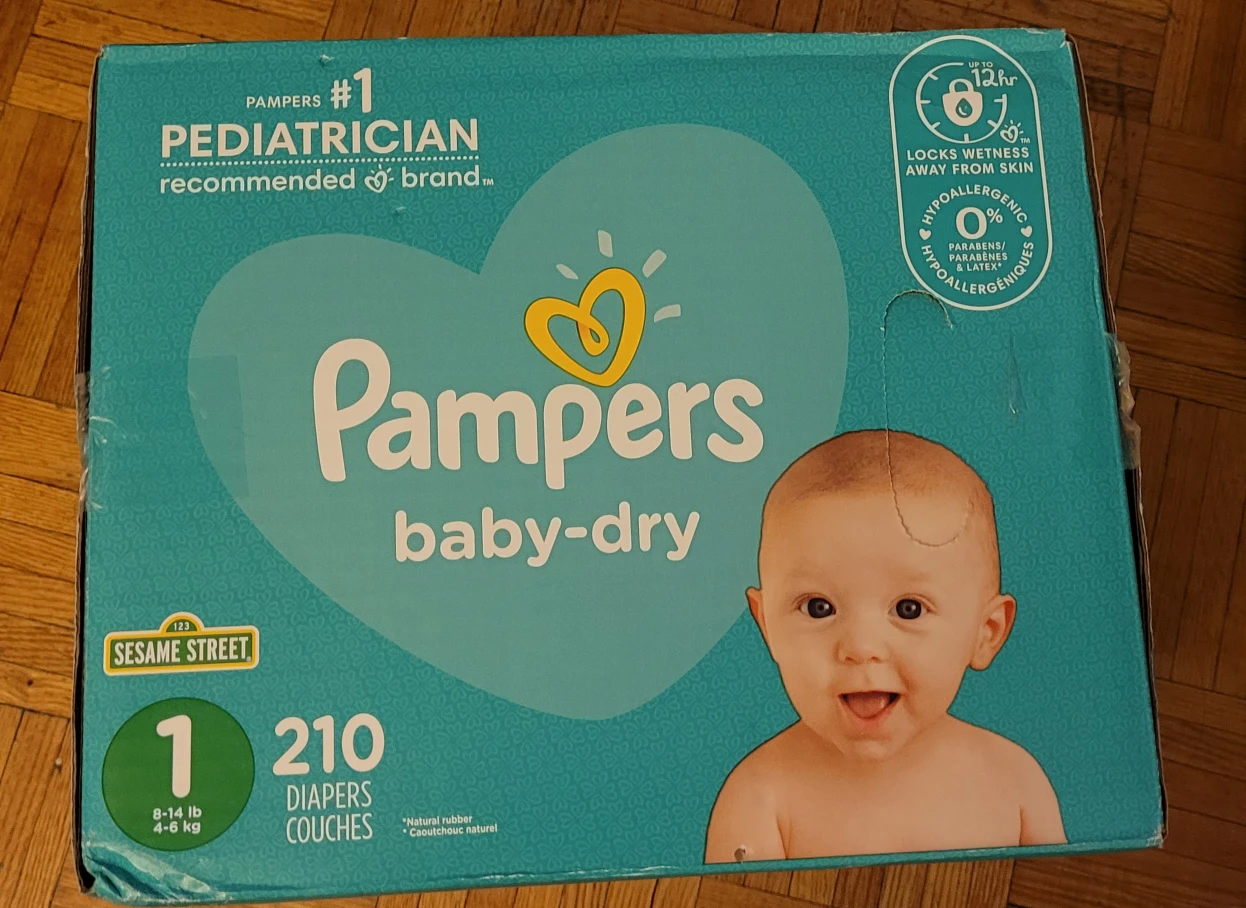 PAMPERS #1
PEDIATRICIAN
recommended brand™
UP TO
12hr
™
LOCKS WETNESS
AWAY FROM SKIN
HYPOALLERGENIC
0%
PARABENS/
PARABÈNES
& LATEX*
HYPOALLERGÉNIQUES
Pampers
baby-dry
123
SESAME STREET®
1
8-14 lb
4-6 kg
210
DIAPERS
COUCHES
*Natural rubber
* Caoutchouc naturel